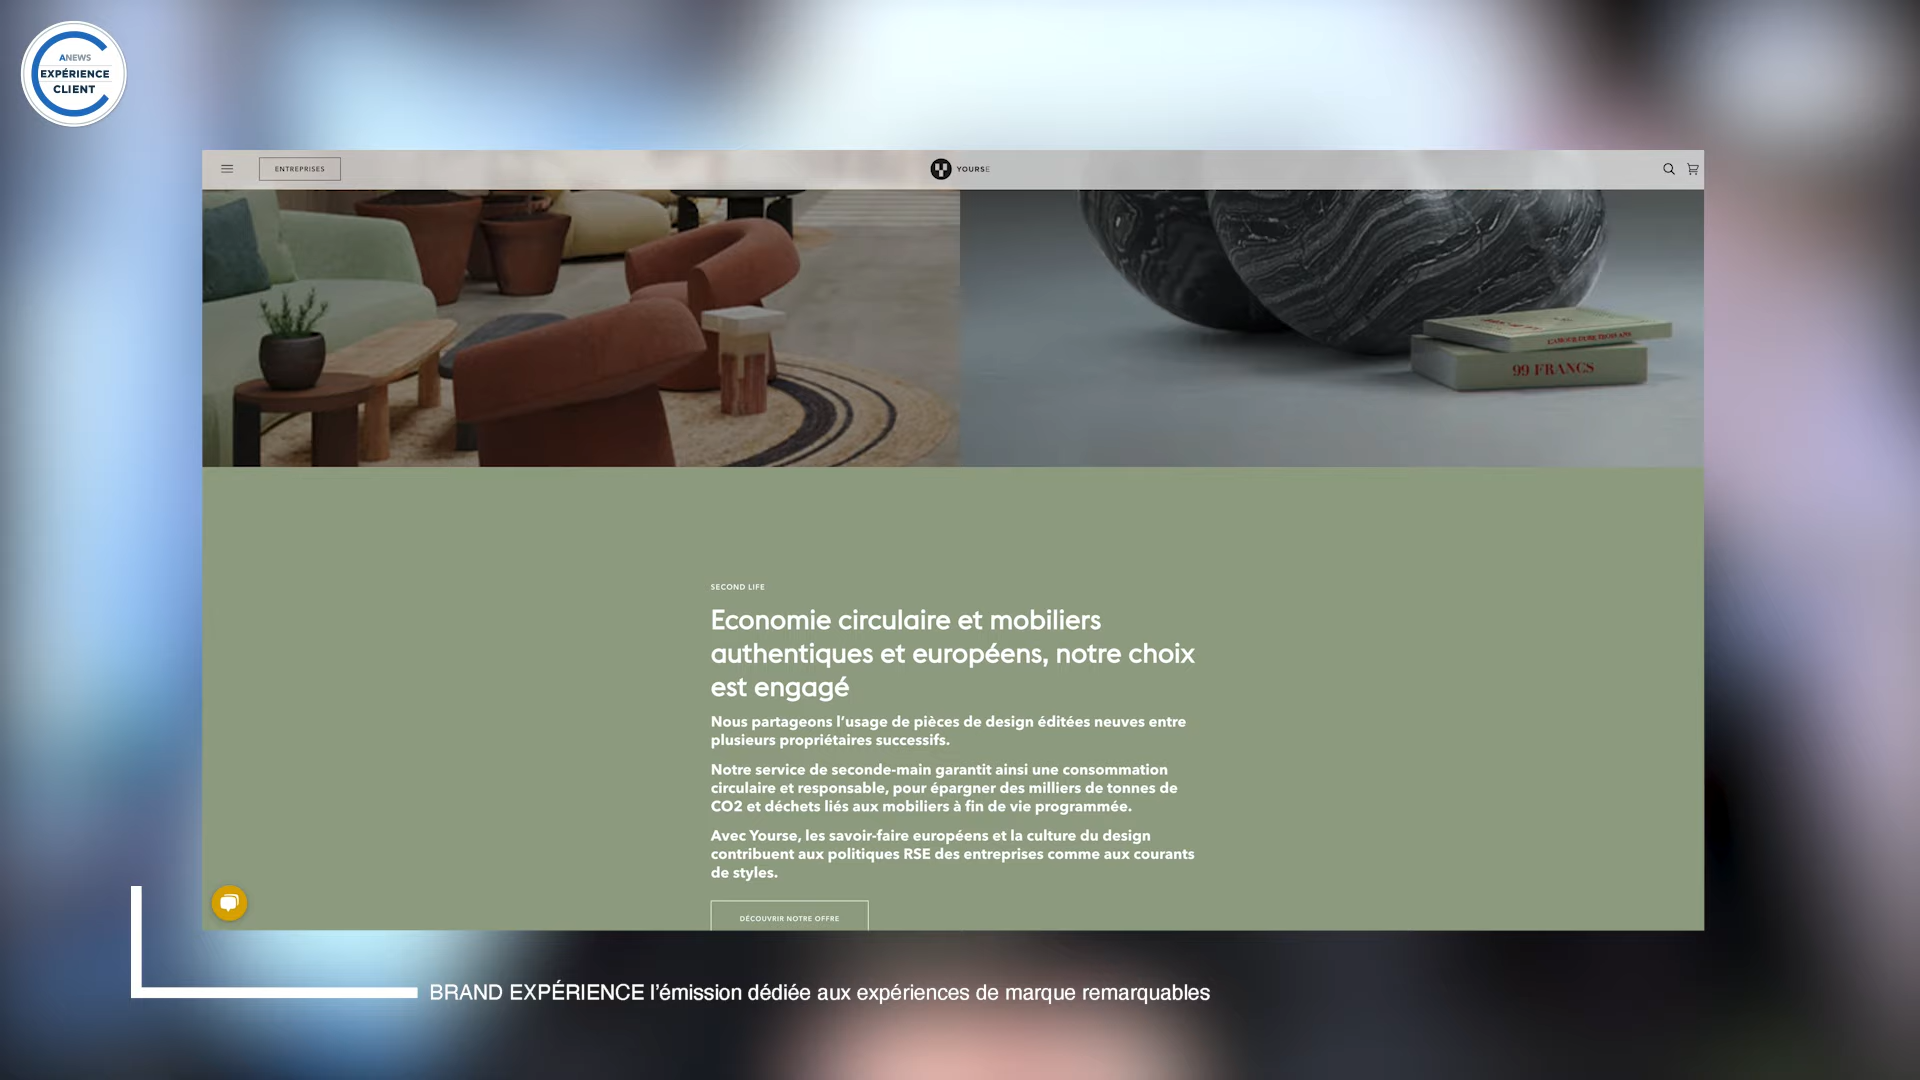 ANEWS
EXPÉRIENCE
CLIENT
ENTREPRISES
YOURSE
L'AMOUR DURE TROIS ANS
99 FRANCS
SECOND LIFE
Economie circulaire et mobiliers
authentiques et européens, notre choix
est engagé
Nous partageons l’usage de pièces de design éditées neuves entre
plusieurs propriétaires successifs.
Notre service de seconde-main garantit ainsi une consommation
circulaire et responsable, pour épargner des milliers de tonnes de
CO2 et déchets liés aux mobiliers à fin de vie programmée.
Avec Yourse, les savoir-faire européens et la culture du design
contribuent aux politiques RSE des entreprises comme aux courants
de styles.
DÉCOUVRIR NOTRE OFFRE
BRAND EXPÉRIENCE l’émission dédiée aux expériences de marque remarquables